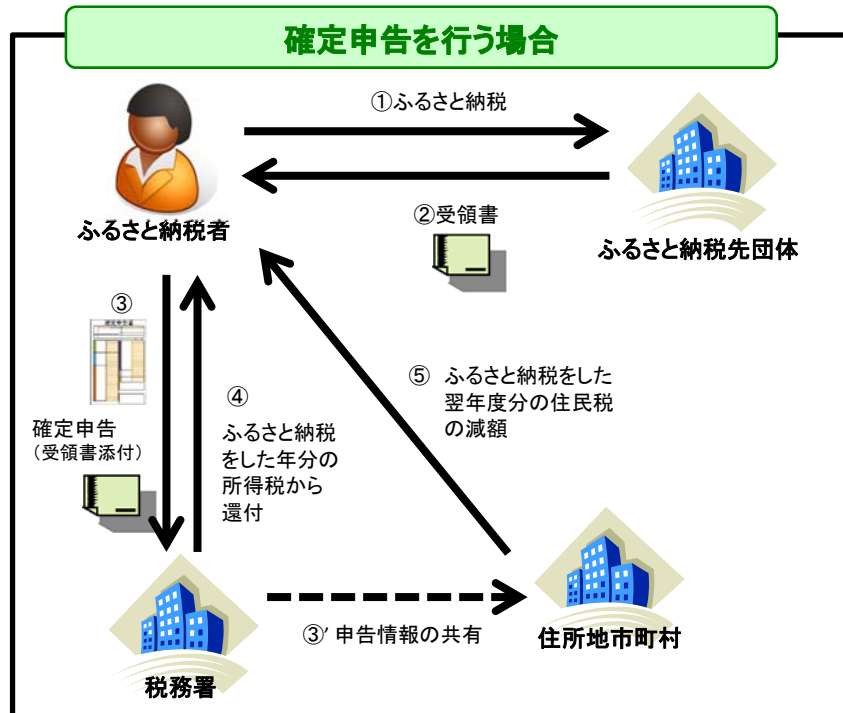 確定申告を行う場合
①ふるさと納税
②受領書
ふるさと納税者
ふるさと納税先団体
③
確定申告
（受領書添付）
④
ふるさと納税
をした年分の
所得税から
還付
⑤ ふるさと納税をした
翌年度分の住民税
の減額
③’申告情報の共有
税務署
住所地市町村